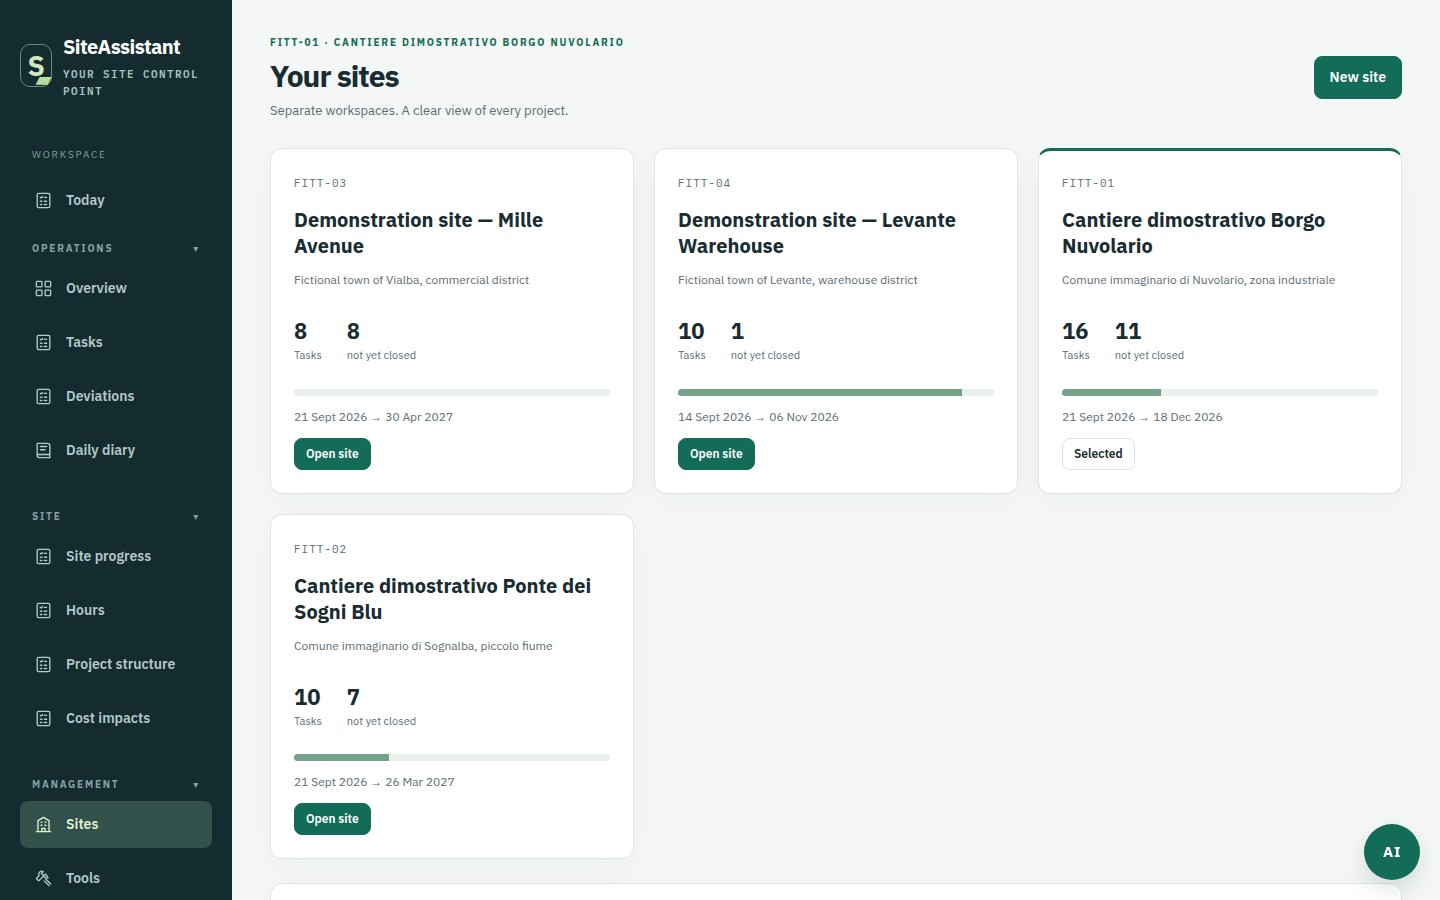 S
SiteAssistant
YOUR SITE CONTROL
POINT
WORKSPACE
Today
OPERATIONS
Overview
Tasks
Deviations
Daily diary
SITE
Site progress
Hours
Project structure
Cost impacts
MANAGEMENT
Sites
Tools
FITT-01 · CANTIERE DIMOSTRATIVO BORGO NUVOLARIO
Your sites
Separate workspaces. A clear view of every project.
New site
FITT-03
Demonstration site — Mille
Avenue
Fictional town of Vialba, commercial district
8 8
Tasks not yet closed
21 Sept 2026 → 30 Apr 2027
Open site
FITT-04
Demonstration site — Levante
Warehouse
Fictional town of Levante, warehouse district
10 1
Tasks not yet closed
14 Sept 2026 → 06 Nov 2026
Open site
FITT-01
Cantiere dimostrativo Borgo
Nuvolario
Comune immaginario di Nuvolario, zona industriale
16 11
Tasks not yet closed
21 Sept 2026 → 18 Dec 2026
Selected
FITT-02
Cantiere dimostrativo Ponte dei
Sogni Blu
Comune immaginario di Sognalba, piccolo fiume
10 7
Tasks not yet closed
21 Sept 2026 → 26 Mar 2027
Open site
AI